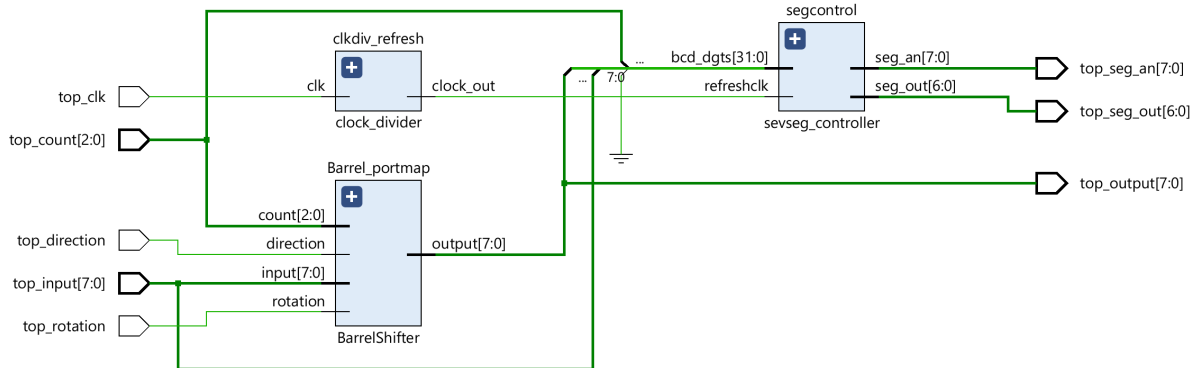 segcontrol
clkdiv_refresh
bcd_dgts[31:0]
seg_an[7:0]
top_seg_an[7:0]
...
...
7:0
top_clk
clk
clock_out
refreshclk
seg_out[6:0]
top_seg_out[6:0]
clock_divider
sevseg_controller
top_count[2:0]
Barrel_portmap
top_output[7:0]
count[2:0]
top_direction
direction
output[7:0]
top_input[7:0]
input[7:0]
rotation
top_rotation
BarrelShifter